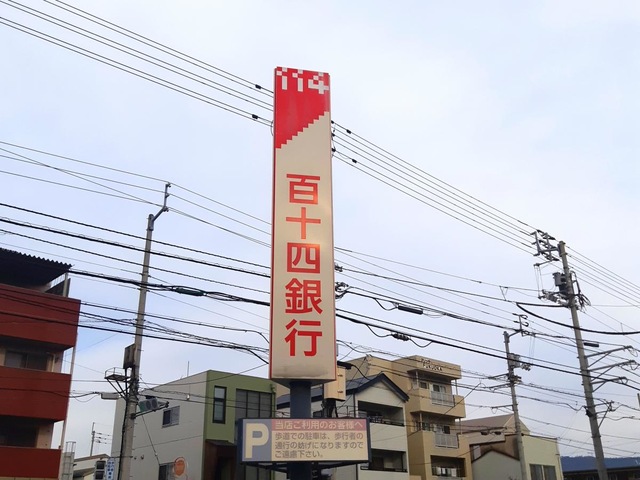 114
百十四銀行
P
当店ご利用のお客様へ
歩道での駐車は、歩行者の
通行の妨げになりますので
ご遠慮下さい。